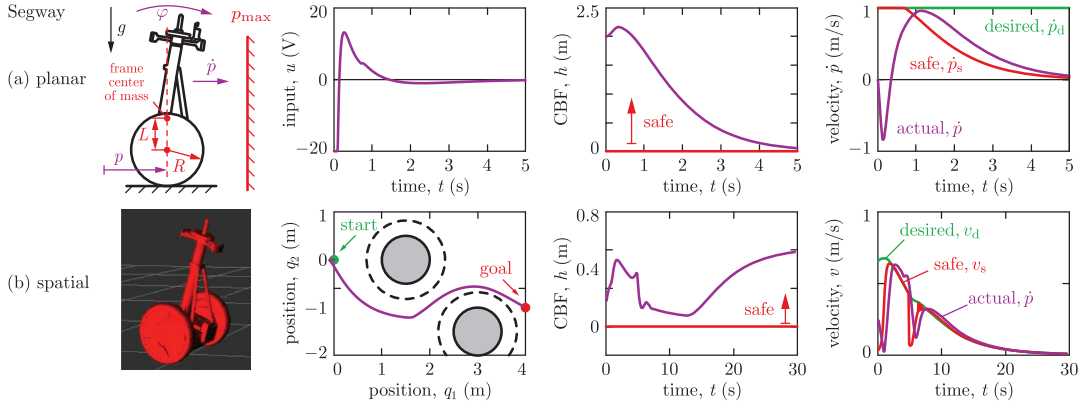 Segway
(a) planar
g
φ
p_max
ṗ
frame
center
of mass
L
R
p
input, u (V)
20
10
0
−10
−20
0 1 2 3 4 5
time, t (s)
CBF, h (m)
2.5
0
safe
0 1 2 3 4 5
time, t (s)
velocity, ṗ (m/s)
1
0
−1
desired, ṗ_d
safe, ṗ_s
actual, ṗ
0 1 2 3 4 5
time, t (s)
(b) spatial
position, q₂ (m)
1
0
−1
−2
start
goal
0 1 2 3 4
position, q₁ (m)
CBF, h (m)
0.8
0.4
0
safe
0 10 20 30
time, t (s)
velocity, v (m/s)
1
0
desired, v_d
safe, v_s
actual, ṗ
0 10 20 30
time, t (s)